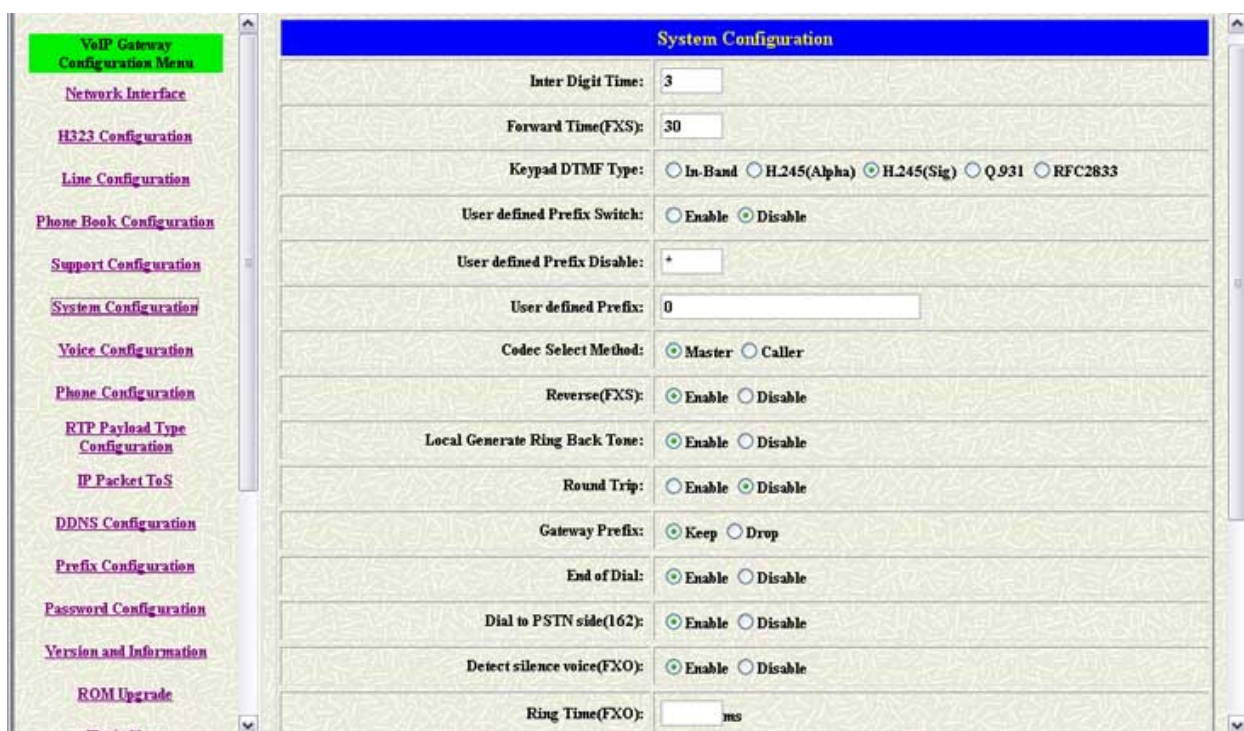 VoIP Gateway
Configuration Menu
Network Interface
H323 Configuration
Line Configuration
Phone Book Configuration
Support Configuration
System Configuration
Voice Configuration
Phone Configuration
RTP Payload Type
Configuration
IP Packet ToS
DDNS Configuration
Prefix Configuration
Password Configuration
Version and Information
ROM Upgrade
System Configuration
Inter Digit Time: 3
Forward Time(FXS): 30
Keypad DTMF Type: In-Band H.245(Alpha) H.245(Sig) Q.931 RFC2833
User defined Prefix Switch: Enable Disable
User defined Prefix Disable: *
User defined Prefix: 0
Codec Select Method: Master Caller
Reverse(FXS): Enable Disable
Local Generate Ring Back Tone: Enable Disable
Round Trip: Enable Disable
Gateway Prefix: Keep Drop
End of Dial: Enable Disable
Dial to PSTN side(162): Enable Disable
Detect silence voice(FXO): Enable Disable
Ring Time(FXO): ms